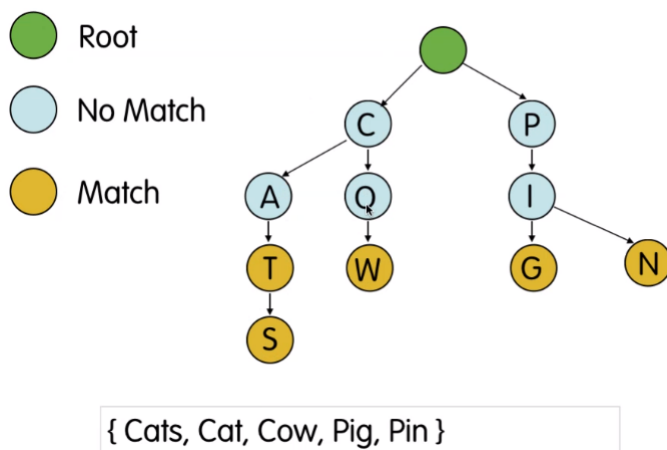 Root
No Match
Match
C
P
A
O
I
T
W
G
N
S
{ Cats, Cat, Cow, Pig, Pin }